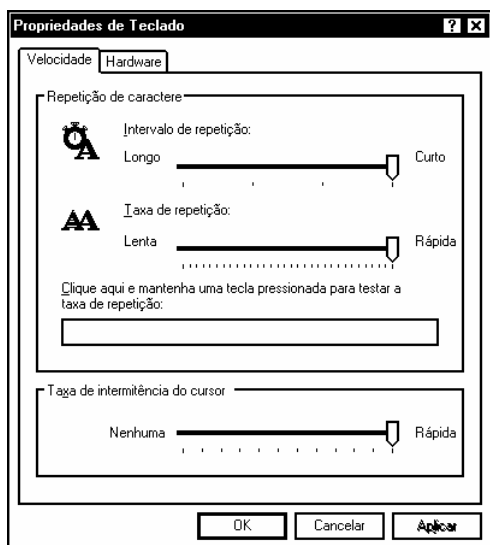 Propriedades de Teclado
Velocidade Hardware
Repetição de caractere
Intervalo de repetição:
Longo Curto
Taxa de repetição:
Lenta Rápida
Clique aqui e mantenha uma tecla pressionada para testar a
taxa de repetição:
Taxa de intermitência do cursor
Nenhuma Rápida
OK Cancelar Aplicar